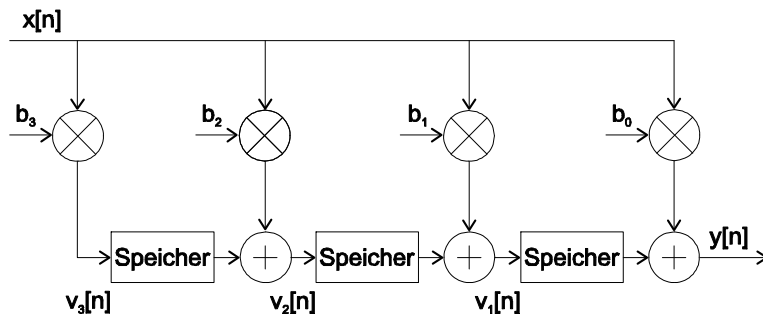 x[n]
b₃ b₂ b₁ b₀
Speicher Speicher Speicher y[n]
v₃[n] v₂[n] v₁[n]